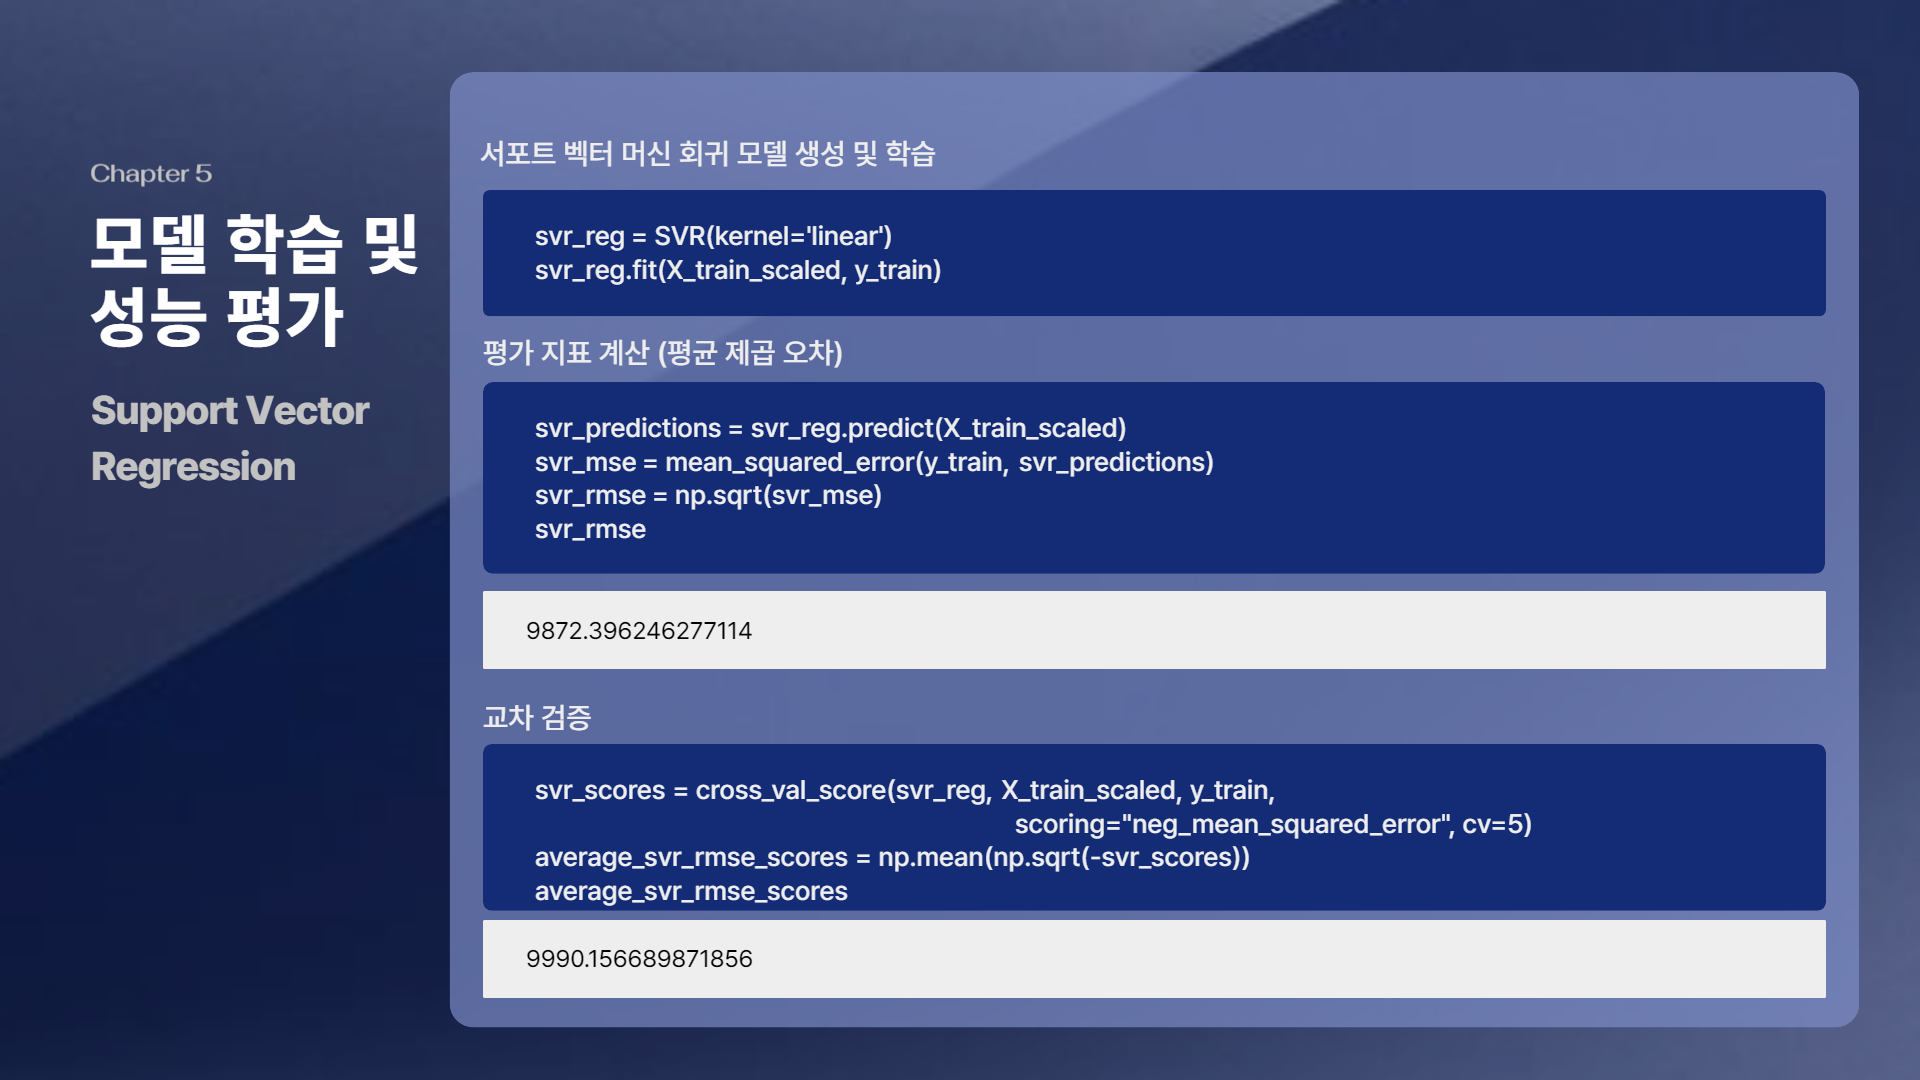 Chapter 5
모델 학습 및
성능 평가
Support Vector
Regression
서포트 벡터 머신 회귀 모델 생성 및 학습
svr_reg = SVR(kernel='linear')
svr_reg.fit(X_train_scaled, y_train)
평가 지표 계산 (평균 제곱 오차)
svr_predictions = svr_reg.predict(X_train_scaled)
svr_mse = mean_squared_error(y_train, svr_predictions)
svr_rmse = np.sqrt(svr_mse)
svr_rmse
9872.396246277114
교차 검증
svr_scores = cross_val_score(svr_reg, X_train_scaled, y_train,
scoring="neg_mean_squared_error", cv=5)
average_svr_rmse_scores = np.mean(np.sqrt(-svr_scores))
average_svr_rmse_scores
9990.156689871856